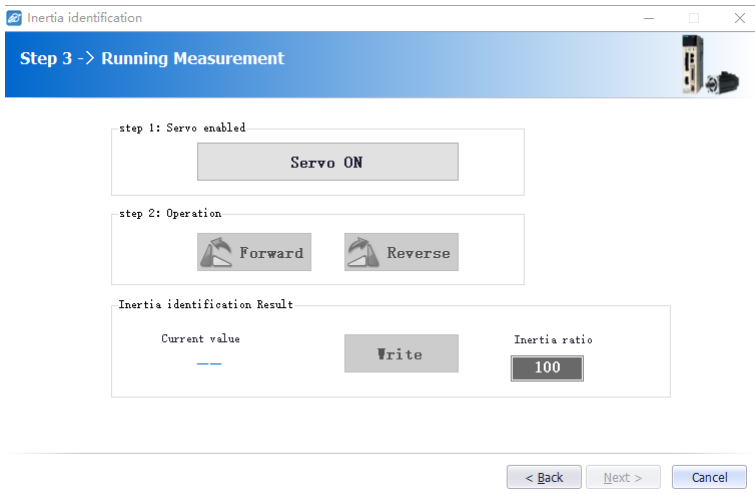 Inertia identification
Step 3 -> Running Measurement
step 1: Servo enabled
Servo ON
step 2: Operation
Forward
Reverse
Inertia identification Result
Current value
Inertia ratio
——
Write
100
< Back
Next >
Cancel